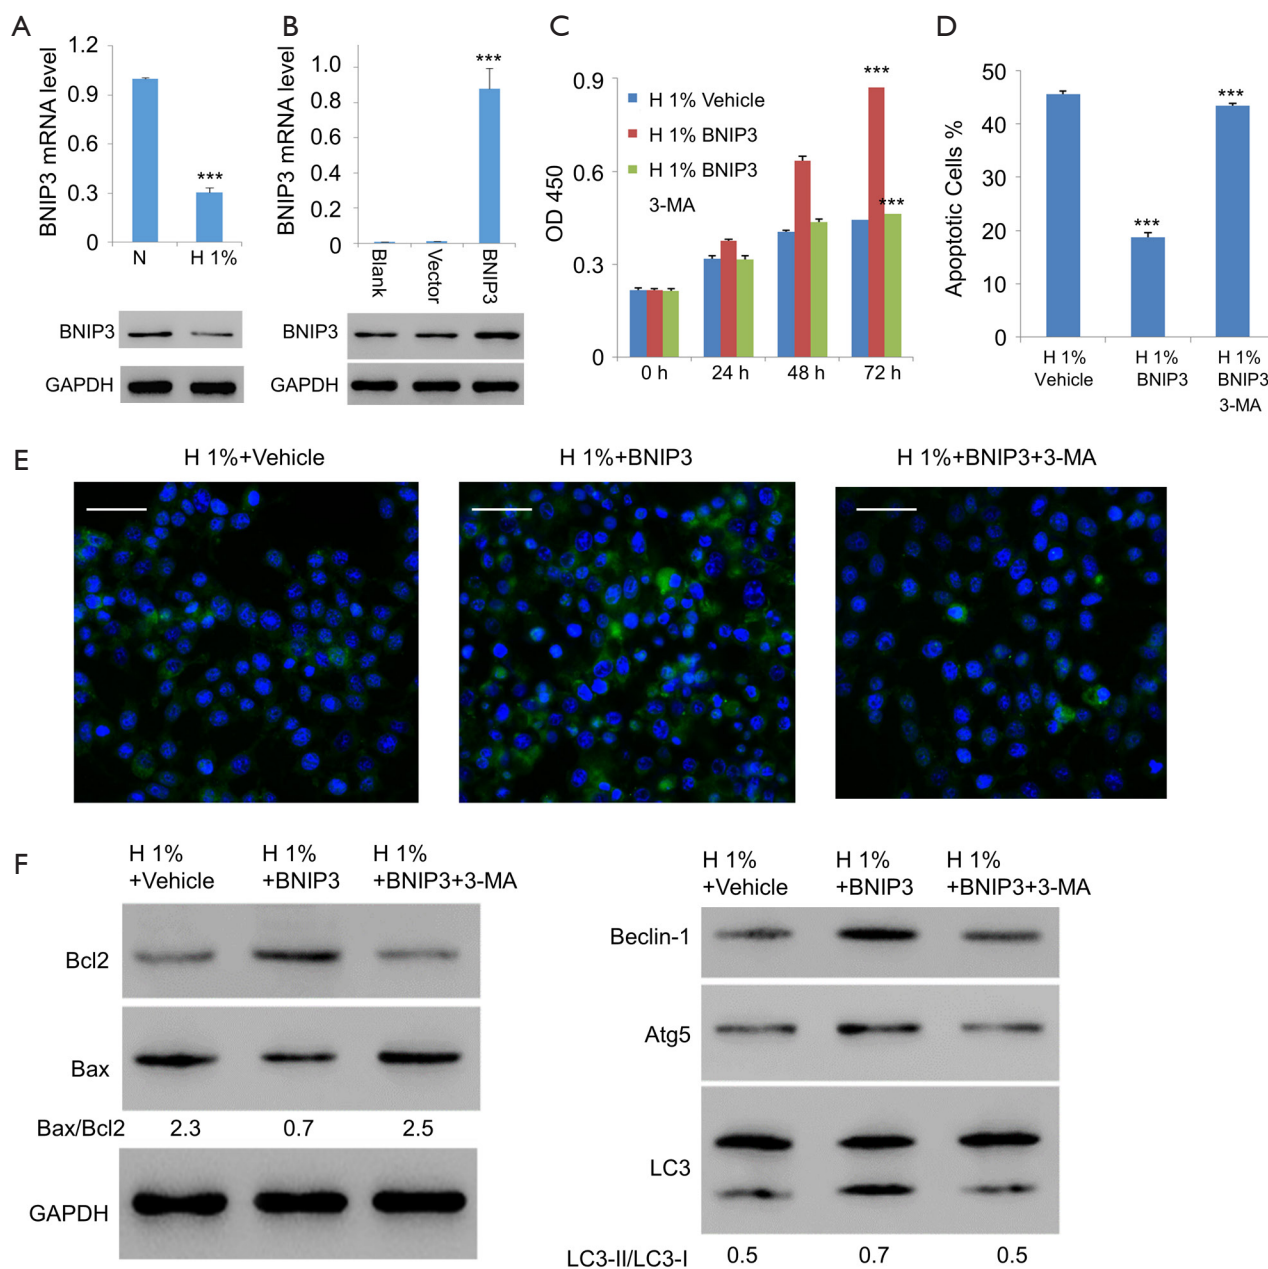 A
BNIP3 mRNA level
1.2
0.9
0.6
0.3
0
***
N
H 1%
BNIP3
GAPDH
B
BNIP3 mRNA level
1.0
0.8
0.6
0.4
0.2
0
***
Blank
Vector
BNIP3
BNIP3
GAPDH
C
OD 450
0.9
0.6
0.3
0
H 1% Vehicle
H 1% BNIP3
H 1% BNIP3
3-MA
***
***
0 h
24 h
48 h
72 h
D
Apoptotic Cells %
50
40
30
20
10
0
***
***
H 1%
Vehicle
H 1%
BNIP3
H 1%
BNIP3
3-MA
E
H 1%+Vehicle
H 1%+BNIP3
H 1%+BNIP3+3-MA
F
H 1%
+Vehicle
H 1%
+BNIP3
H 1%
+BNIP3+3-MA
Bcl2
Bax
Bax/Bcl2 2.3 0.7 2.5
GAPDH
H 1%
+Vehicle
H 1%
+BNIP3
H 1%
+BNIP3+3-MA
Beclin-1
Atg5
LC3
LC3-II/LC3-I 0.5 0.7 0.5